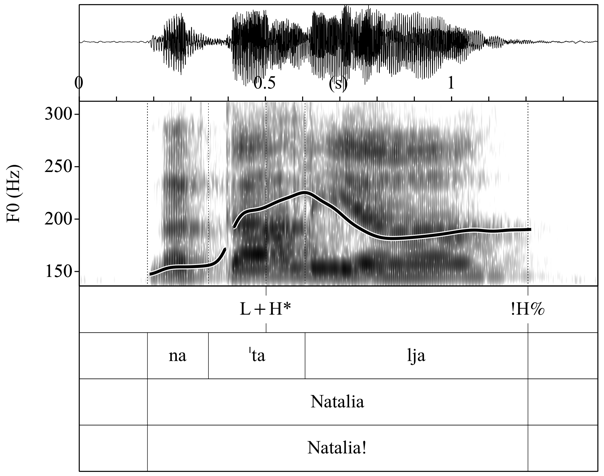 0 0.5 (s) 1
300
250
200
150
F0 (Hz)
L+H* !H%
na ˈta lja
Natalia
Natalia!